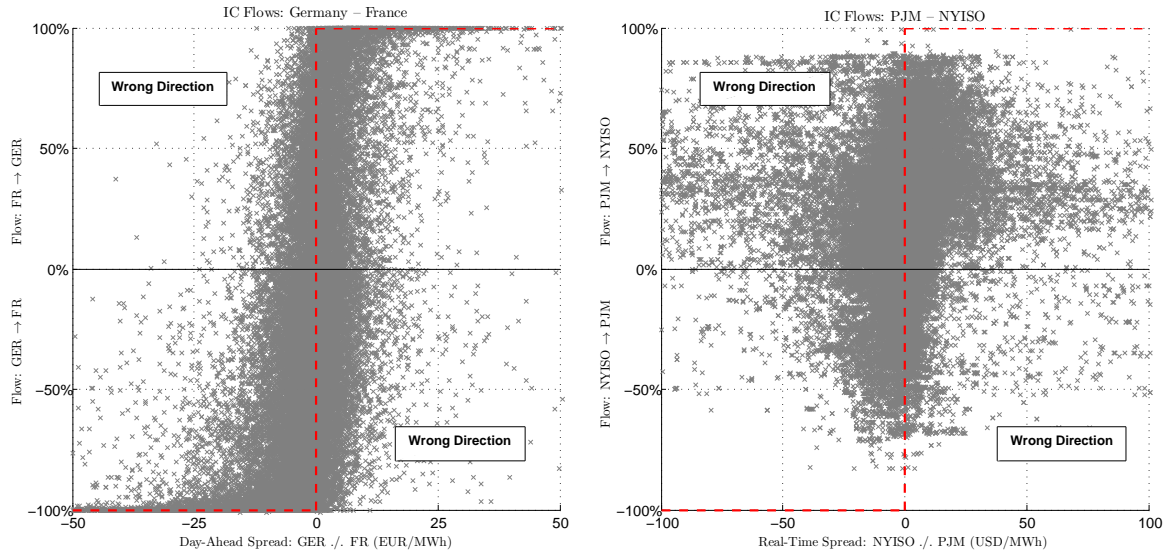 IC Flows: Germany – France
100%
50%
0%
−50%
−100%
Flow: FR → GER
Flow: GER → FR
Wrong Direction
Wrong Direction
−50
−25
0
25
50
Day-Ahead Spread: GER ./. FR (EUR/MWh)
IC Flows: PJM – NYISO
100%
50%
0%
−50%
−100%
Flow: PJM → NYISO
Flow: NYISO → PJM
Wrong Direction
Wrong Direction
−100
−50
0
50
100
Real-Time Spread: NYISO ./. PJM (USD/MWh)